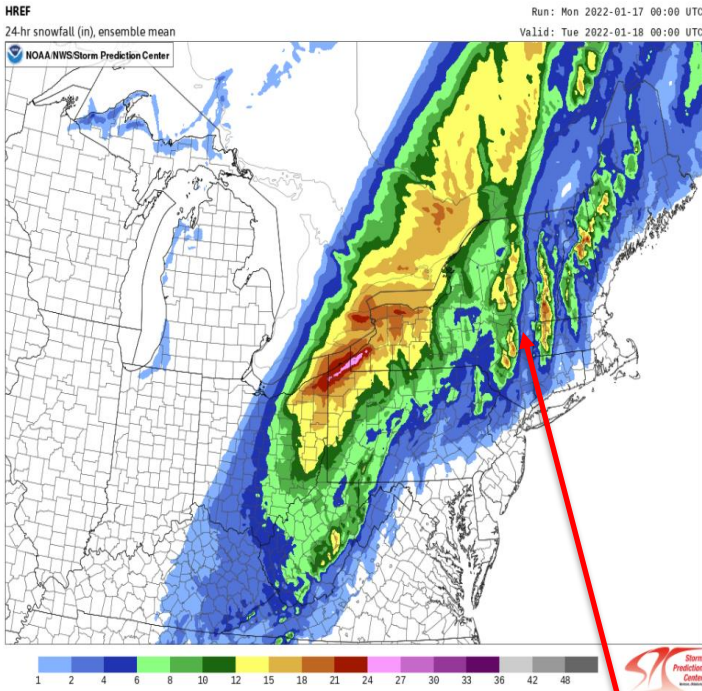 HREF
Run: Mon 2022-01-17 00:00 UTC
24-hr snowfall (in), ensemble mean
Valid: Tue 2022-01-18 00:00 UTC
NOAA/NWS/Storm Prediction Center
1 2 4 6 8 10 12 15 18 21 24 27 30 33 36 42 48
Storm
Prediction
Center